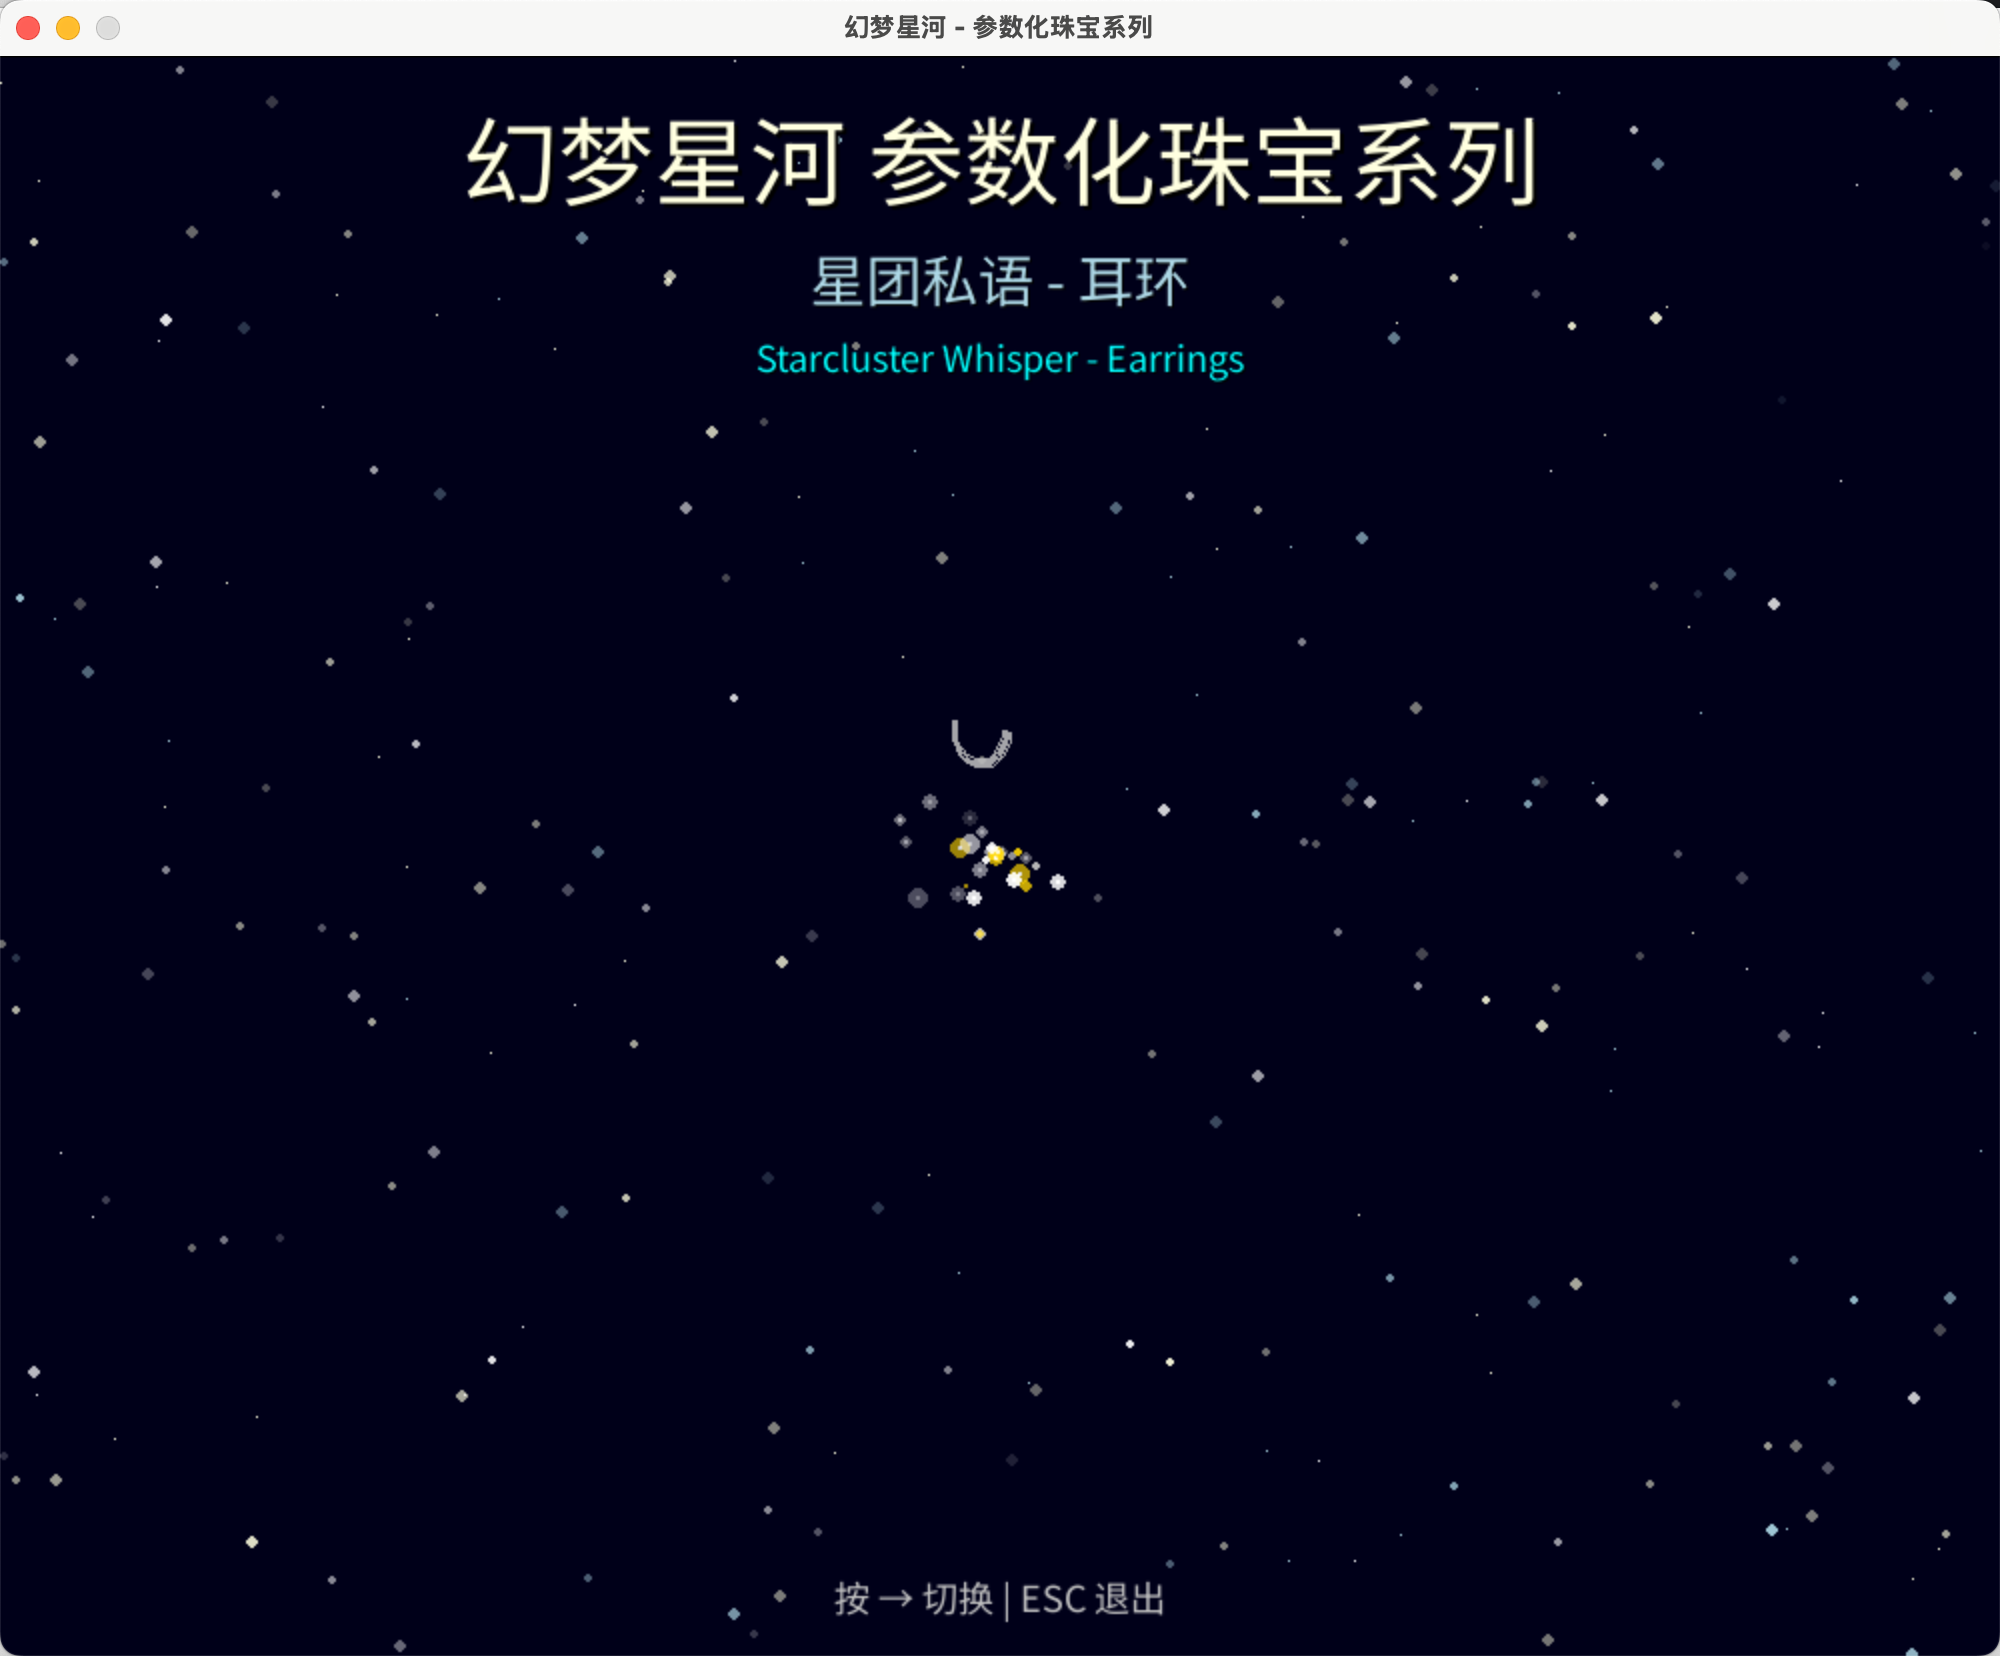 幻梦星河 - 参数化珠宝系列
幻梦星河 参数化珠宝系列
星团私语 - 耳环
Starcluster Whisper - Earrings
按 → 切换 | ESC 退出